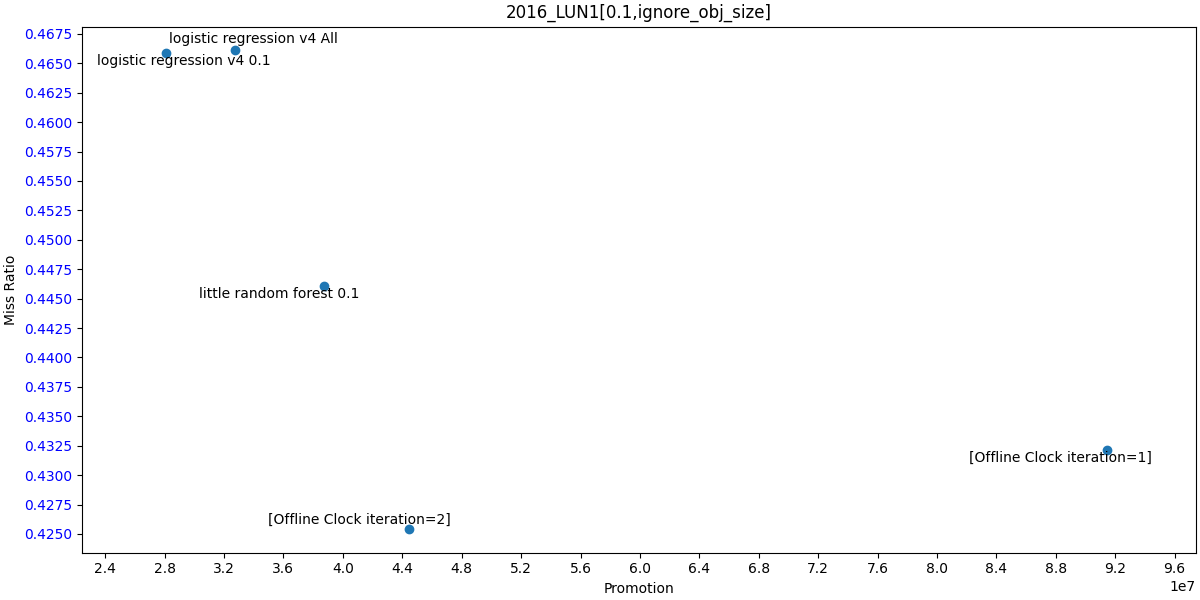 2016_LUN1[0.1,ignore_obj_size]
0.4675
0.4650
0.4625
0.4600
0.4575
0.4550
0.4525
0.4500
0.4475
0.4450
0.4425
0.4400
0.4375
0.4350
0.4325
0.4300
0.4275
0.4250
Miss Ratio
logistic regression v4 All
logistic regression v4 0.1
little random forest 0.1
[Offline Clock iteration=1]
[Offline Clock iteration=2]
2.4 2.8 3.2 3.6 4.0 4.4 4.8 5.2 5.6 6.0 6.4 6.8 7.2 7.6 8.0 8.4 8.8 9.2 9.6
1e7
Promotion